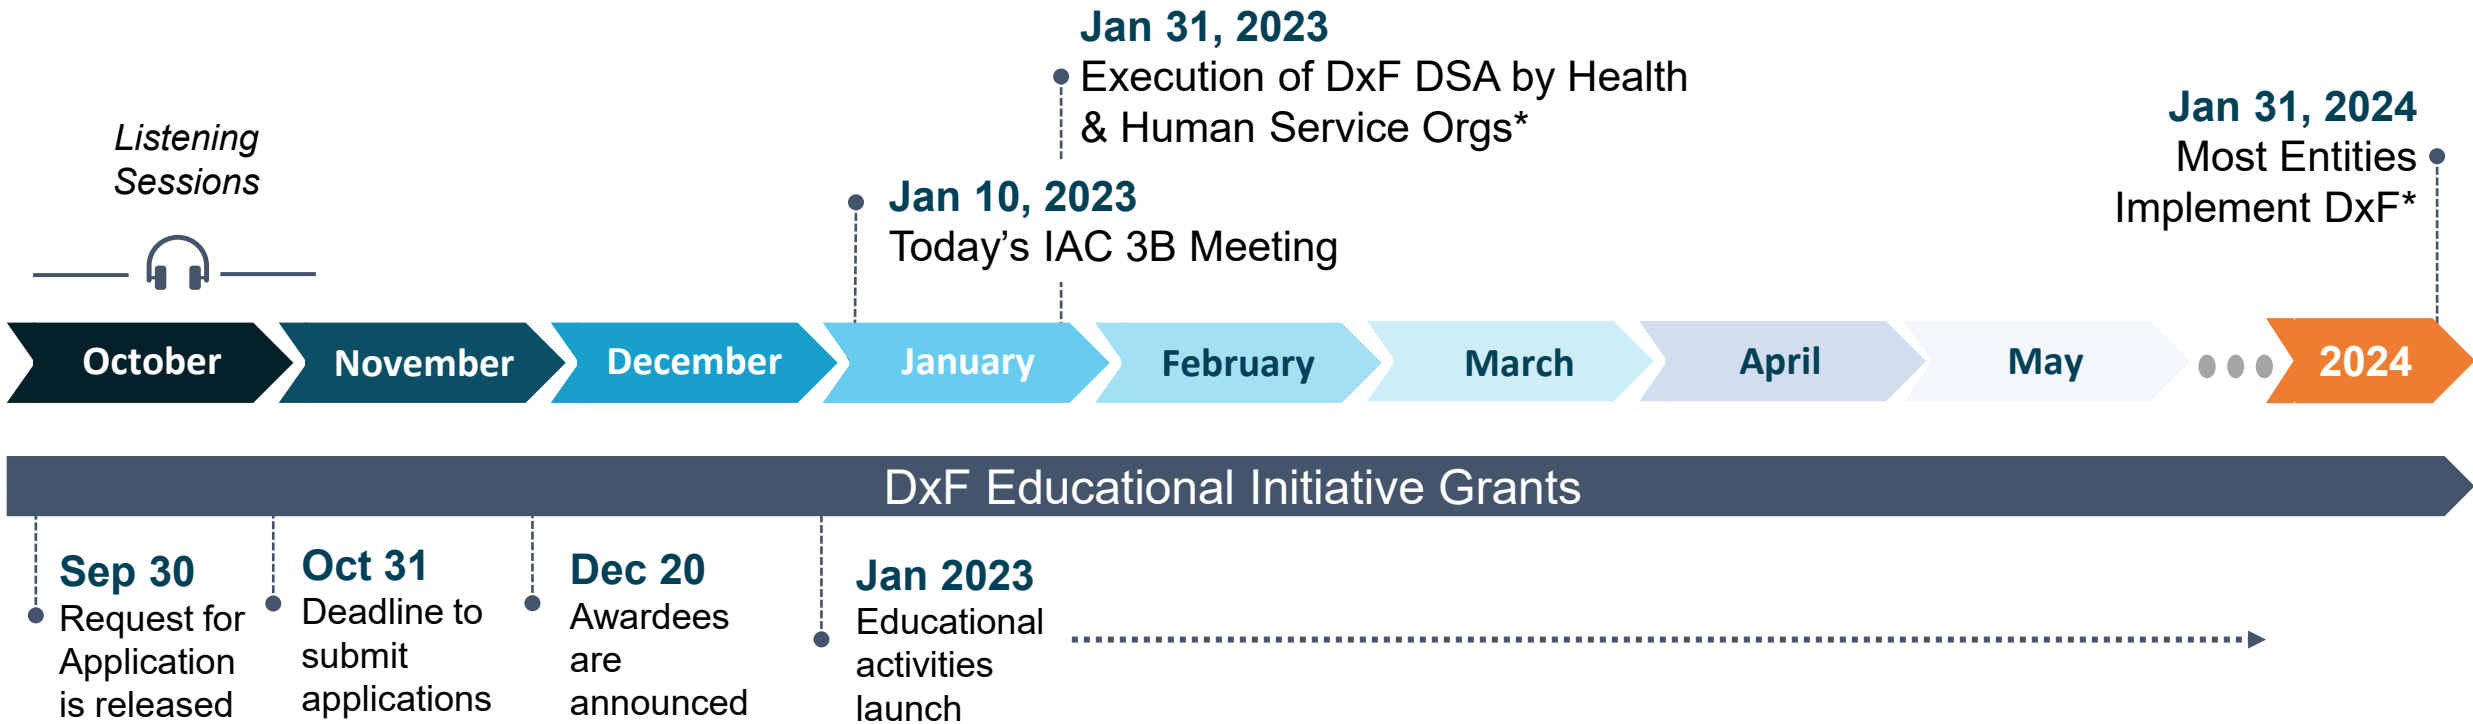 Jan 31, 2023
Execution of DxF DSA by Health
& Human Service Orgs*
Jan 31, 2024
Most Entities
Implement DxF*
Listening
Sessions
Jan 10, 2023
Today’s IAC 3B Meeting
October
November
December
January
February
March
April
May
2024
DxF Educational Initiative Grants
Sep 30
Request for
Application
is released
Oct 31
Deadline to
submit
applications
Dec 20
Awardees
are
announced
Jan 2023
Educational
activities
launch